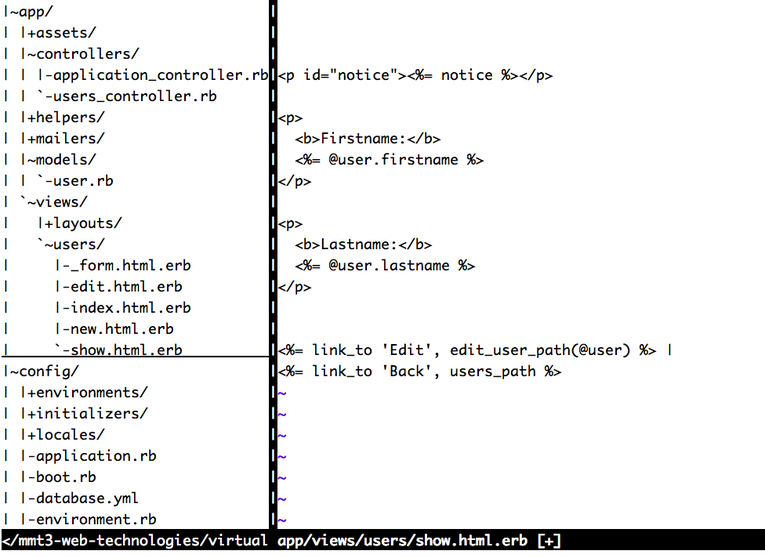 |~app/
| |+assets/
| |~controllers/
| | |-application_controller.rb
| | `-users_controller.rb
| |+helpers/
| |+mailers/
| |~models/
| | `-user.rb
| `~views/
|   |+layouts/
|   `~users/
|     |-_form.html.erb
|     |-edit.html.erb
|     |-index.html.erb
|     |-new.html.erb
|     `-show.html.erb
|~config/
| |+environments/
| |+initializers/
| |+locales/
| |-application.rb
| |-boot.rb
| |-database.yml
| |-environment.rb
<p id="notice"><%= notice %></p>
<p>
  <b>Firstname:</b>
  <%= @user.firstname %>
</p>
<p>
  <b>Lastname:</b>
  <%= @user.lastname %>
</p>
<%= link_to 'Edit', edit_user_path(@user) %> |
<%= link_to 'Back', users_path %>
~
~
~
~
~
~
~
</mmt3-web-technologies/virtual app/views/users/show.html.erb [+]